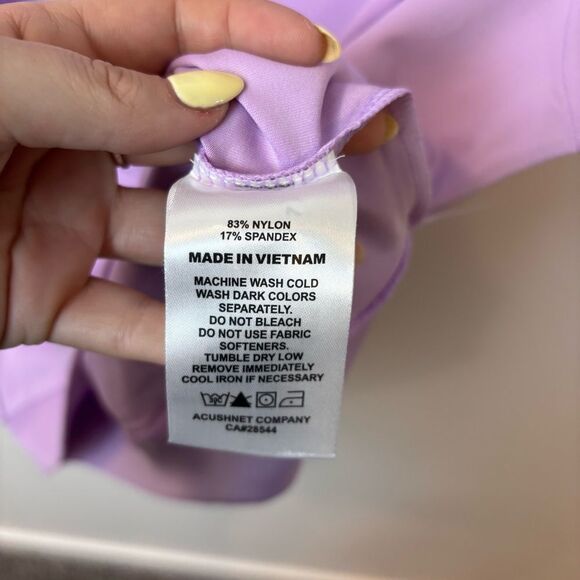 83% NYLON
17% SPANDEX
MADE IN VIETNAM
MACHINE WASH COLD
WASH DARK COLORS
SEPARATELY.
DO NOT BLEACH
DO NOT USE FABRIC
SOFTENERS.
TUMBLE DRY LOW
REMOVE IMMEDIATELY
COOL IRON IF NECESSARY
ACUSHNET COMPANY
CA#28544